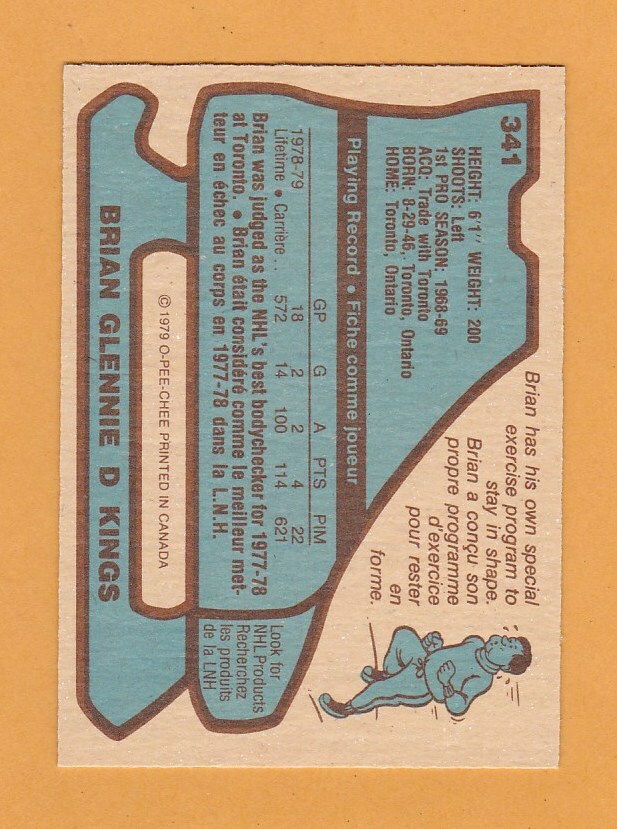 341
HEIGHT: 6'1" WEIGHT: 200
SHOOTS: Left
1st PRO SEASON: 1968-69
ACQ: Trade with Toronto
BORN: 8-29-46, Toronto, Ontario
HOME: Toronto, Ontario
Brian has his own special
exercise program to
stay in shape.
Brian a conçu son
propre programme
d'exercice
pour rester
en
forme.
Playing Record • Fiche comme joueur
GP G A PTS PIM
1978-79 18 2 2 4 22
Lifetime • Carrière .. 572 14 100 114 621
Brian was judged as the NHL's best bodychecker for 1977-78
at Toronto. • Brian était considéré comme le meilleur met-
teur en échec au corps en 1977-78 dans la L.N.H.
Look for
NHL Products
Recherchez
les produits
de la LNH
© 1979 O-PEE-CHEE PRINTED IN CANADA
BRIAN GLENNIE D KINGS